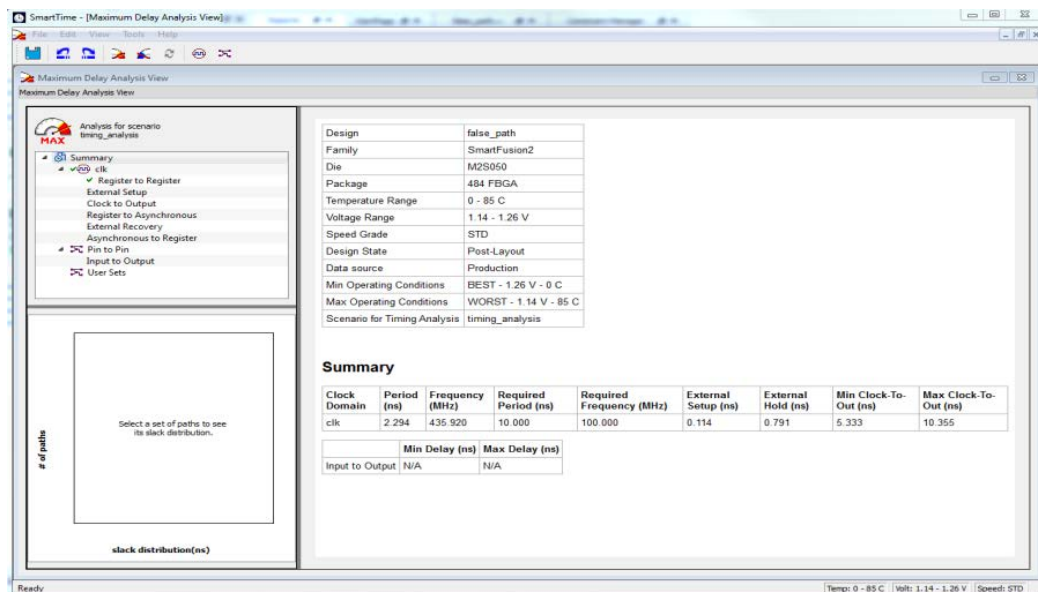 SmartTime - [Maximum Delay Analysis View]
File Edit View Tools Help
Maximum Delay Analysis View
Maximum Delay Analysis View
Analysis for scenario
timing_analysis
MAX
Summary
clk
Register to Register
External Setup
Clock to Output
Register to Asynchronous
External Recovery
Asynchronous to Register
Pin to Pin
Input to Output
User Sets
# of paths
Select a set of paths to see
its slack distribution.
slack distribution(ns)
Design false_path
Family SmartFusion2
Die M2S050
Package 484 FBGA
Temperature Range 0 - 85 C
Voltage Range 1.14 - 1.26 V
Speed Grade STD
Design State Post-Layout
Data source Production
Min Operating Conditions BEST - 1.26 V - 0 C
Max Operating Conditions WORST - 1.14 V - 85 C
Scenario for Timing Analysis timing_analysis
Summary
Clock Domain Period (ns) Frequency (MHz) Required Period (ns) Required Frequency (MHz) External Setup (ns) External Hold (ns) Min Clock-To-Out (ns) Max Clock-To-Out (ns)
clk 2.294 435.920 10.000 100.000 0.114 0.791 5.333 10.355
Min Delay (ns) Max Delay (ns)
Input to Output N/A N/A
Ready Temp: 0 - 85 C Volt: 1.14 - 1.26 V Speed: STD